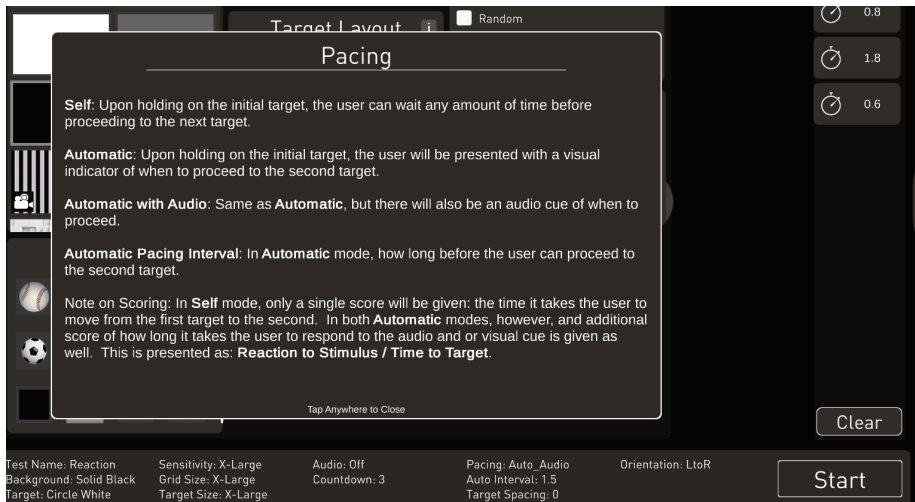 Target Layout i
Random
0.8
Pacing
1.8
Self: Upon holding on the initial target, the user can wait any amount of time before
proceeding to the next target.
0.6
Automatic: Upon holding on the initial target, the user will be presented with a visual
indicator of when to proceed to the second target.
Automatic with Audio: Same as Automatic, but there will also be an audio cue of when to
proceed.
Automatic Pacing Interval: In Automatic mode, how long before the user can proceed to
the second target.
Note on Scoring: In Self mode, only a single score will be given: the time it takes the user to
move from the first target to the second.  In both Automatic modes, however, and additional
score of how long it takes the user to respond to the audio and or visual cue is given as
well.  This is presented as: Reaction to Stimulus / Time to Target.
Tap Anywhere to Close
Clear
Test Name: Reaction
Background: Solid Black
Target: Circle White
Sensitivity: X-Large
Grid Size: X-Large
Target Size: X-Large
Audio: Off
Countdown: 3
Pacing: Auto_Audio
Auto Interval: 1.5
Target Spacing: 0
Orientation: LtoR
Start